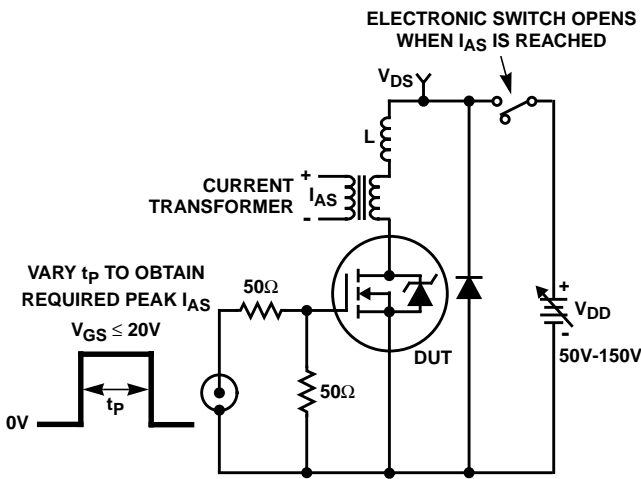 ELECTRONIC SWITCH OPENS
WHEN I_AS IS REACHED
V_DS
L
+
CURRENT
TRANSFORMER
I_AS
-
VARY t_P TO OBTAIN
REQUIRED PEAK I_AS
50Ω
V_GS ≤ 20V
+
V_DD
-
DUT
50V-150V
50Ω
t_P
0V